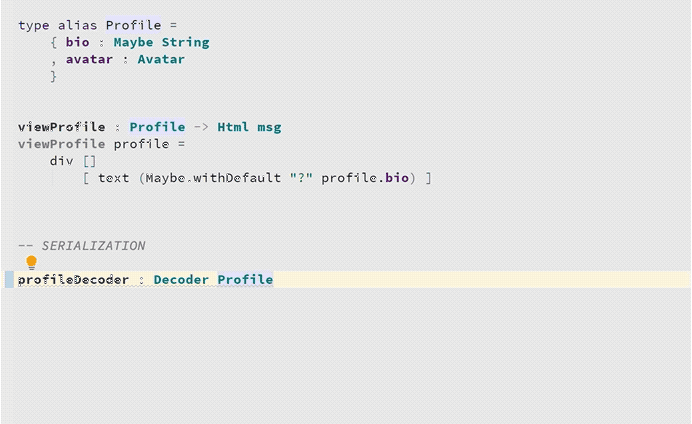 type alias Profile =
{ bio : Maybe String
, avatar : Avatar
}
viewProfile : Profile -> Html msg
viewProfile profile =
div []
[ text (Maybe.withDefault "?" profile.bio) ]
-- SERIALIZATION
profileDecoder : Decoder Profile